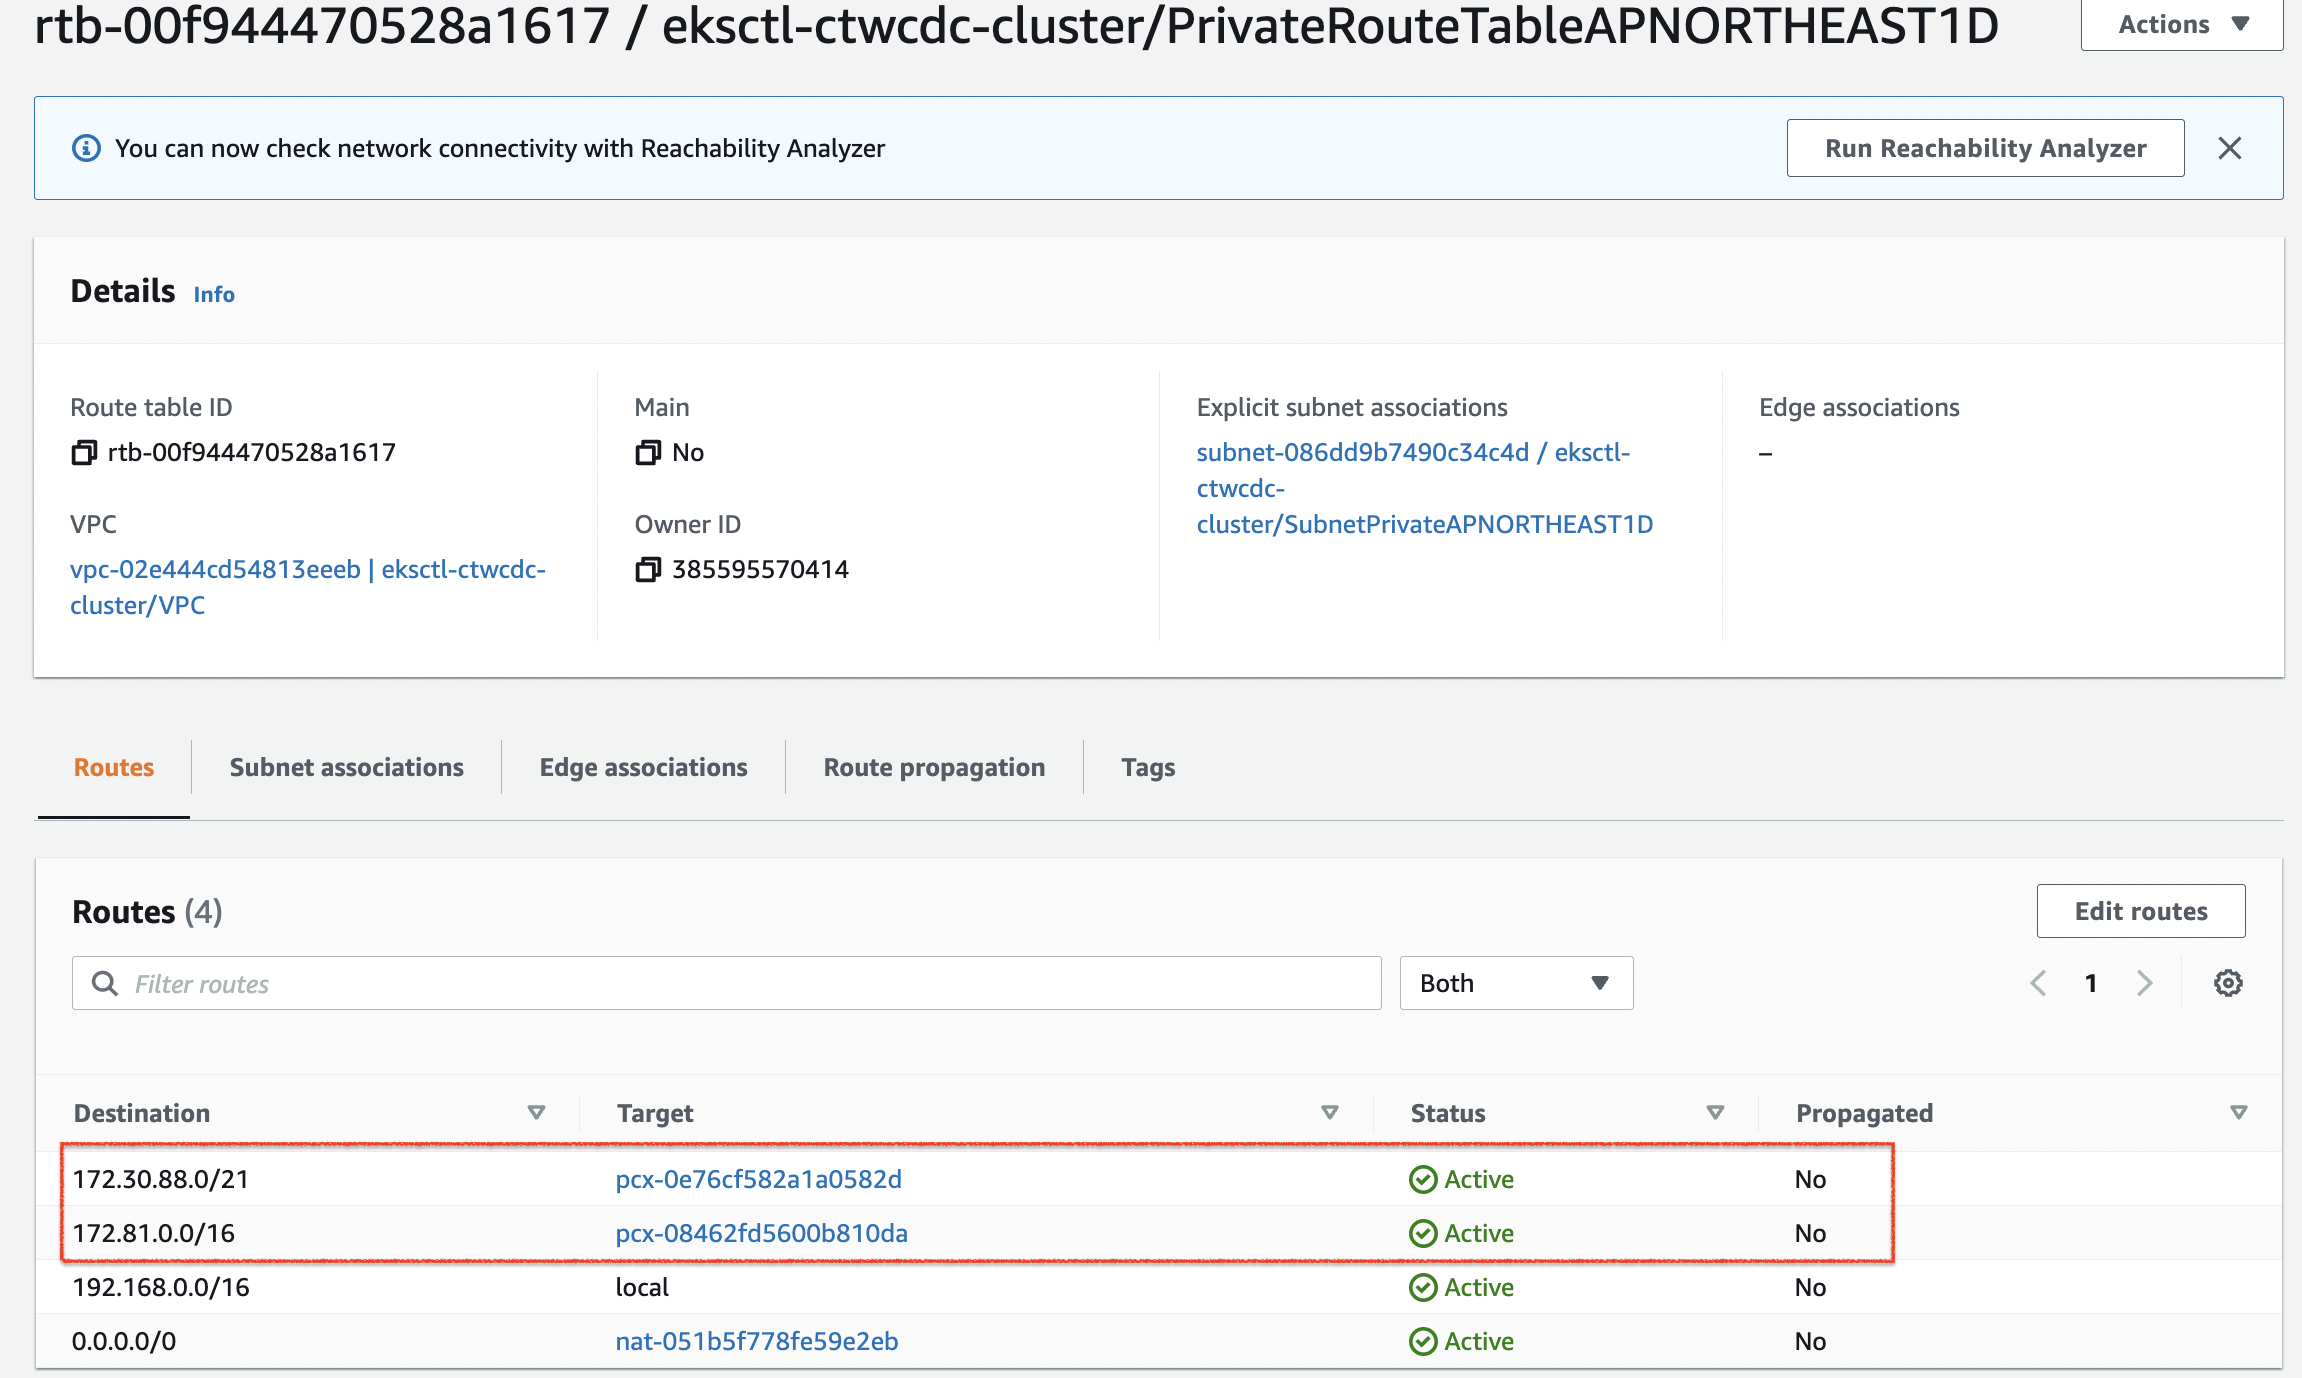 rtb-00f944470528a1617 / eksctl-ctwcdc-cluster/PrivateRouteTableAPNORTHEAST1D
Actions
You can now check network connectivity with Reachability Analyzer
Run Reachability Analyzer
Details Info
Route table ID
rtb-00f944470528a1617
VPC
vpc-02e444cd54813eeeb | eksctl-ctwcdc-
cluster/VPC
Main
No
Owner ID
385595570414
Explicit subnet associations
subnet-086dd9b7490c34c4d / eksctl-
ctwcdc-
cluster/SubnetPrivateAPNORTHEAST1D
Edge associations
–
Routes
Subnet associations
Edge associations
Route propagation
Tags
Routes (4)
Edit routes
Filter routes
Both
1
Destination Target Status Propagated
172.30.88.0/21 pcx-0e76cf582a1a0582d Active No
172.81.0.0/16 pcx-08462fd5600b810da Active No
192.168.0.0/16 local Active No
0.0.0.0/0 nat-051b5f778fe59e2eb Active No